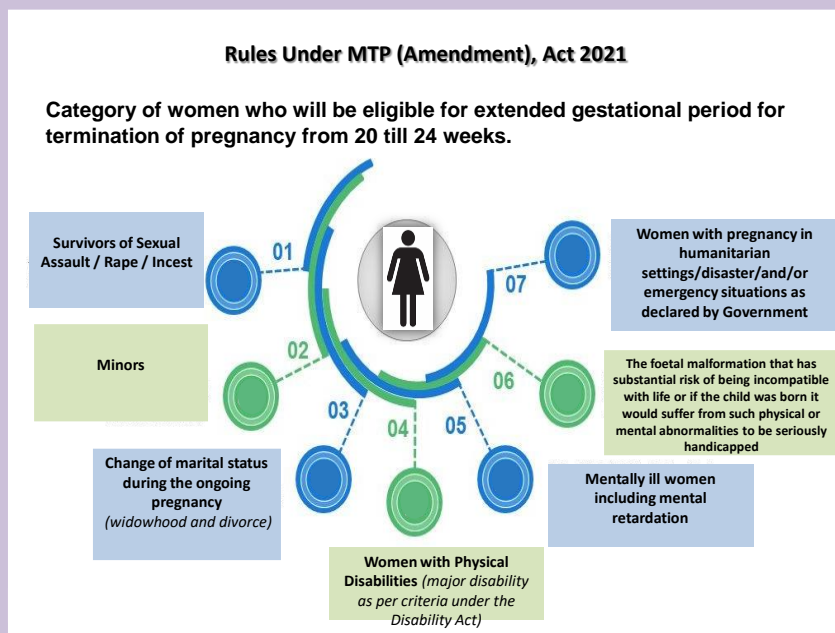 Rules Under MTP (Amendment), Act 2021
Category of women who will be eligible for extended gestational period for
termination of pregnancy from 20 till 24 weeks.
01
Survivors of Sexual
Assault / Rape / Incest
02
Minors
03
Change of marital status
during the ongoing
pregnancy
(widowhood and divorce)
04
Women with Physical
Disabilities (major disability
as per criteria under the
Disability Act)
05
Mentally ill women
including mental
retardation
06
The foetal malformation that has
substantial risk of being incompatible
with life or if the child was born it
would suffer from such physical or
mental abnormalities to be seriously
handicapped
07
Women with pregnancy in
humanitarian
settings/disaster/and/or
emergency situations as
declared by Government